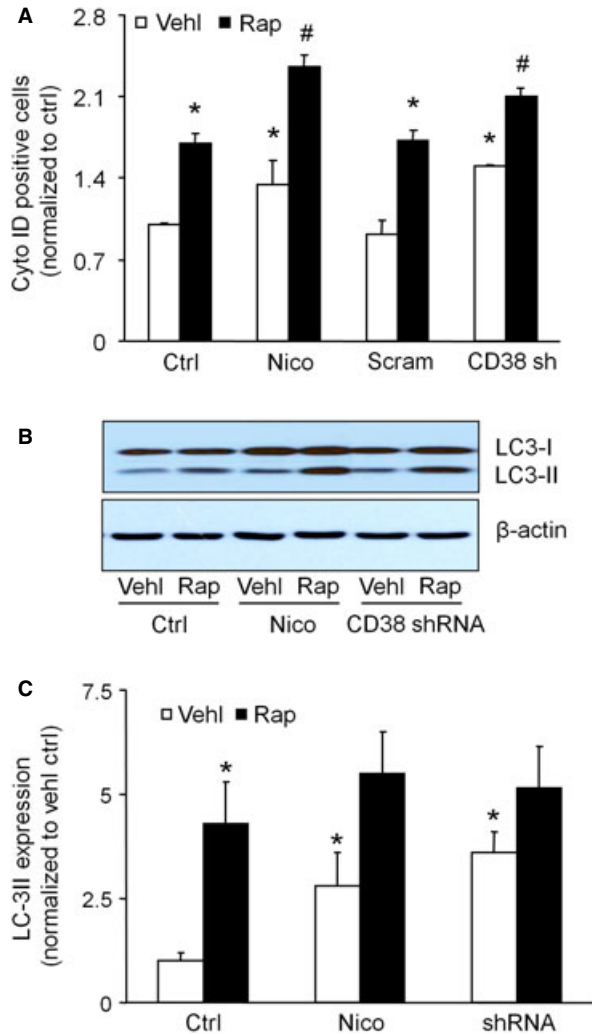 A
2.8
□ Vehl ■ Rap
#
#
2.1
*
*
*
*
1.4
0.7
0
Cyto ID positive cells
(normalized to ctrl)
Ctrl Nico Scram CD38 sh
B
LC3-I
LC3-II
β-actin
Vehl Rap Vehl Rap Vehl Rap
Ctrl Nico CD38 shRNA
C
7.5
□ Vehl ■ Rap
*
5
*
*
2.5
0
LC-3II expression
(normalized to vehl ctrl)
Ctrl Nico shRNA